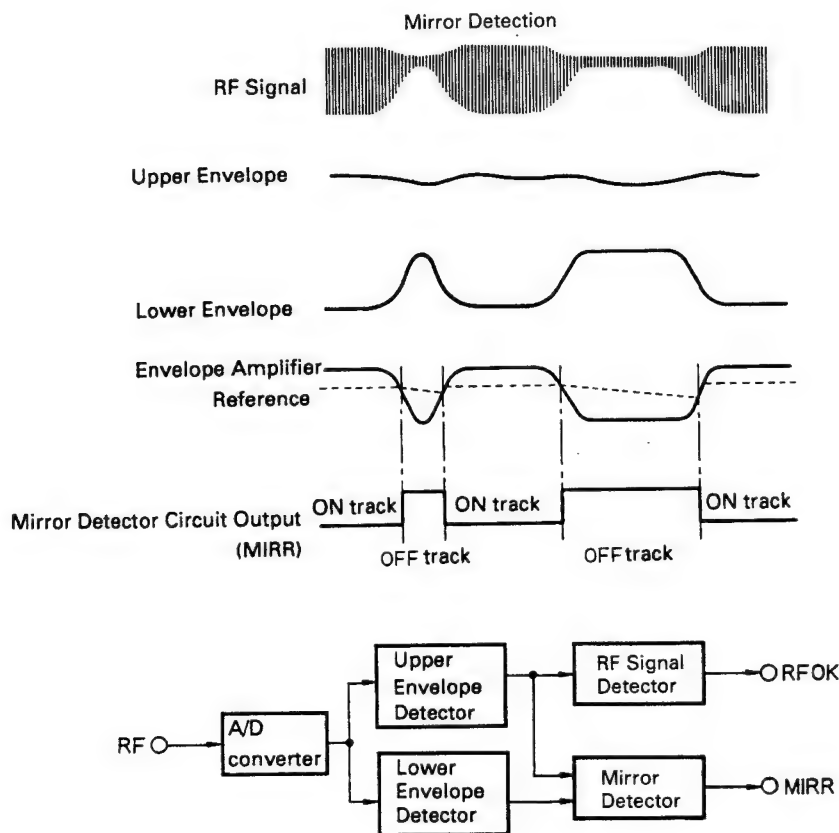 Mirror Detection
RF Signal
Upper Envelope
Lower Envelope
Envelope Amplifier
Reference
ON track
ON track
ON track
Mirror Detector Circuit Output
(MIRR)
OFF track
OFF track
Upper
Envelope
Detector
RF Signal
Detector
RFOK
RF
A/D
converter
Lower
Envelope
Detector
Mirror
Detector
MIRR